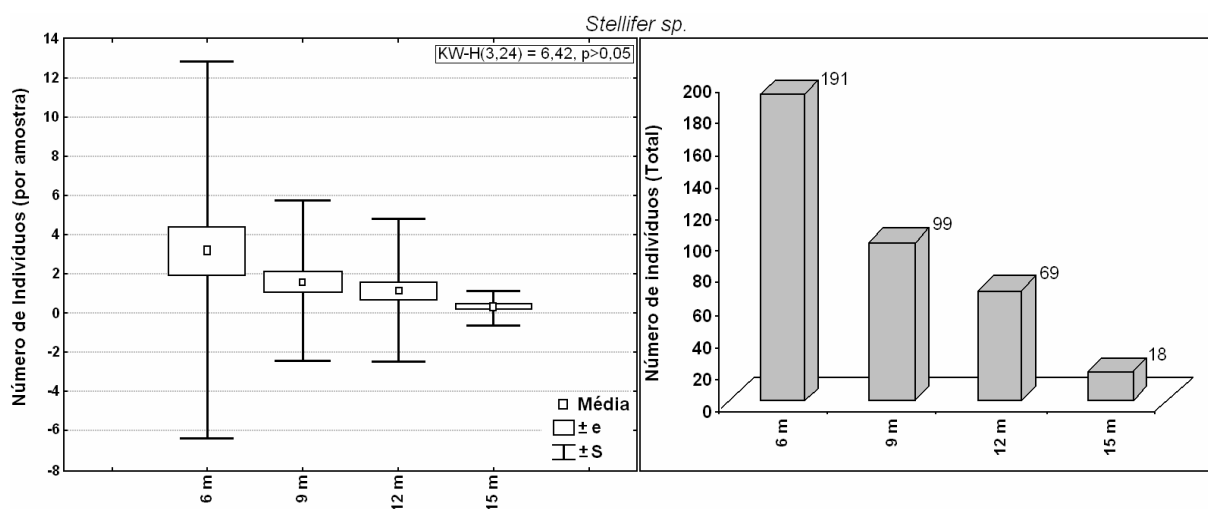 Stellifer sp.
Número de Indivíduos (por amostra)
14
12
10
8
6
4
2
0
-2
-4
-6
-8
KW-H(3,24) = 6,42, p>0,05
Média
± e
± S
6 m
9 m
12 m
15 m
Número de indivíduos (Total)
200
180
160
140
120
100
80
60
40
20
0
191
99
69
18
6 m
9 m
12 m
15 m